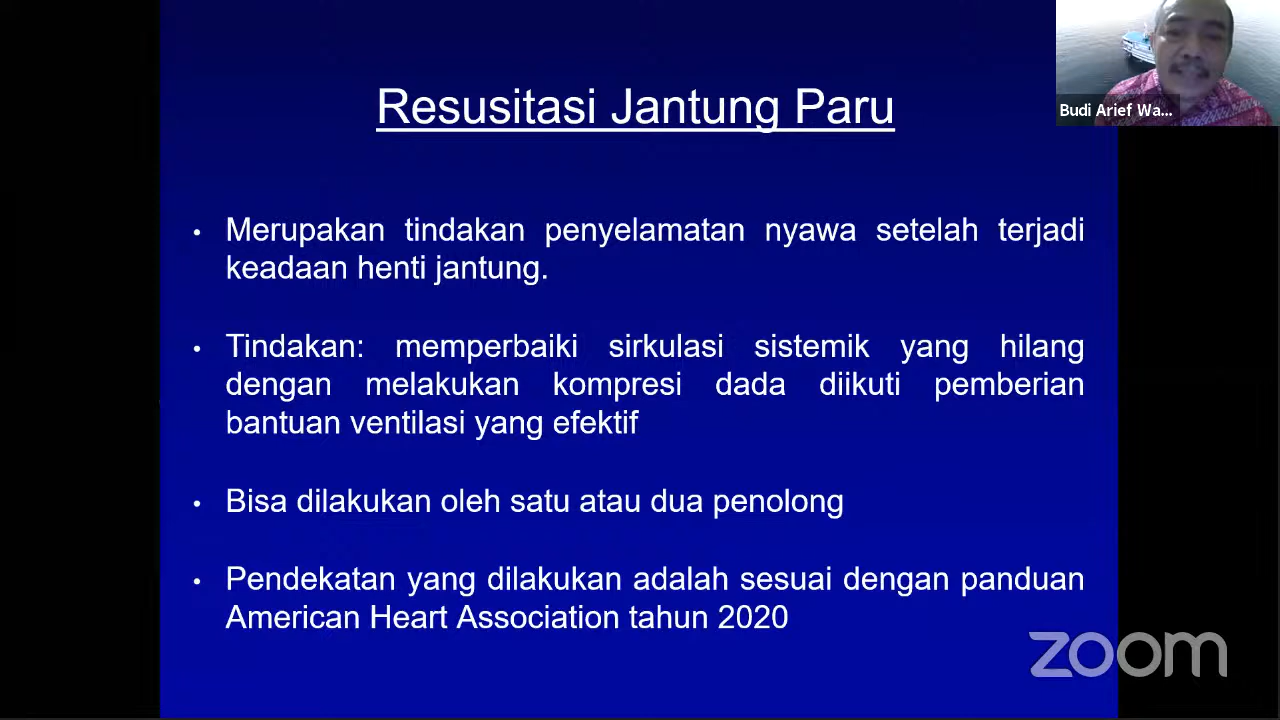 Resusitasi Jantung Paru
Budi Arief Wa...
• Merupakan tindakan penyelamatan nyawa setelah terjadi
keadaan henti jantung.
• Tindakan: memperbaiki sirkulasi sistemik yang hilang
dengan melakukan kompresi dada diikuti pemberian
bantuan ventilasi yang efektif
• Bisa dilakukan oleh satu atau dua penolong
• Pendekatan yang dilakukan adalah sesuai dengan panduan
American Heart Association tahun 2020
zoom